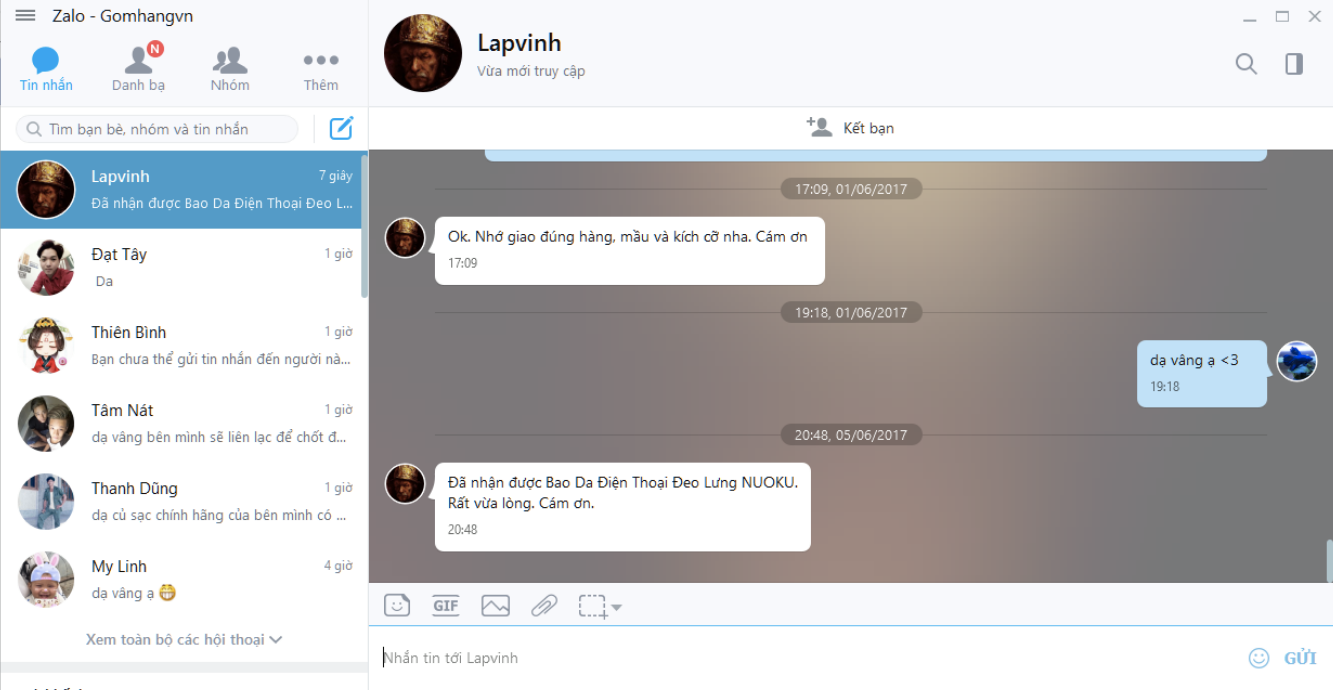 Zalo - Gomhangvn
N
Tin nhắn
Danh bạ
Nhóm
Thêm
Tìm bạn bè, nhóm và tin nhắn
Lapvinh
7 giây
Đã nhận được Bao Da Điện Thoại Đeo L...
Đạt Tây
1 giờ
Da
Thiên Bình
1 giờ
Bạn chưa thể gửi tin nhắn đến người nà...
Tâm Nát
1 giờ
dạ vâng bên mình sẽ liên lạc để chốt đ...
Thanh Dũng
1 giờ
dạ củ sạc chính hãng của bên mình có ...
My Linh
4 giờ
dạ vâng ạ 😁
Xem toàn bộ các hội thoại
Lapvinh
Vừa mới truy cập
Kết bạn
17:09, 01/06/2017
Ok. Nhớ giao đúng hàng, mầu và kích cỡ nha. Cám ơn
17:09
19:18, 01/06/2017
dạ vâng ạ <3
19:18
20:48, 05/06/2017
Đã nhận được Bao Da Điện Thoại Đeo Lưng NUOKU.
Rất vừa lòng. Cám ơn.
20:48
GIF
Nhắn tin tới Lapvinh
GỬI